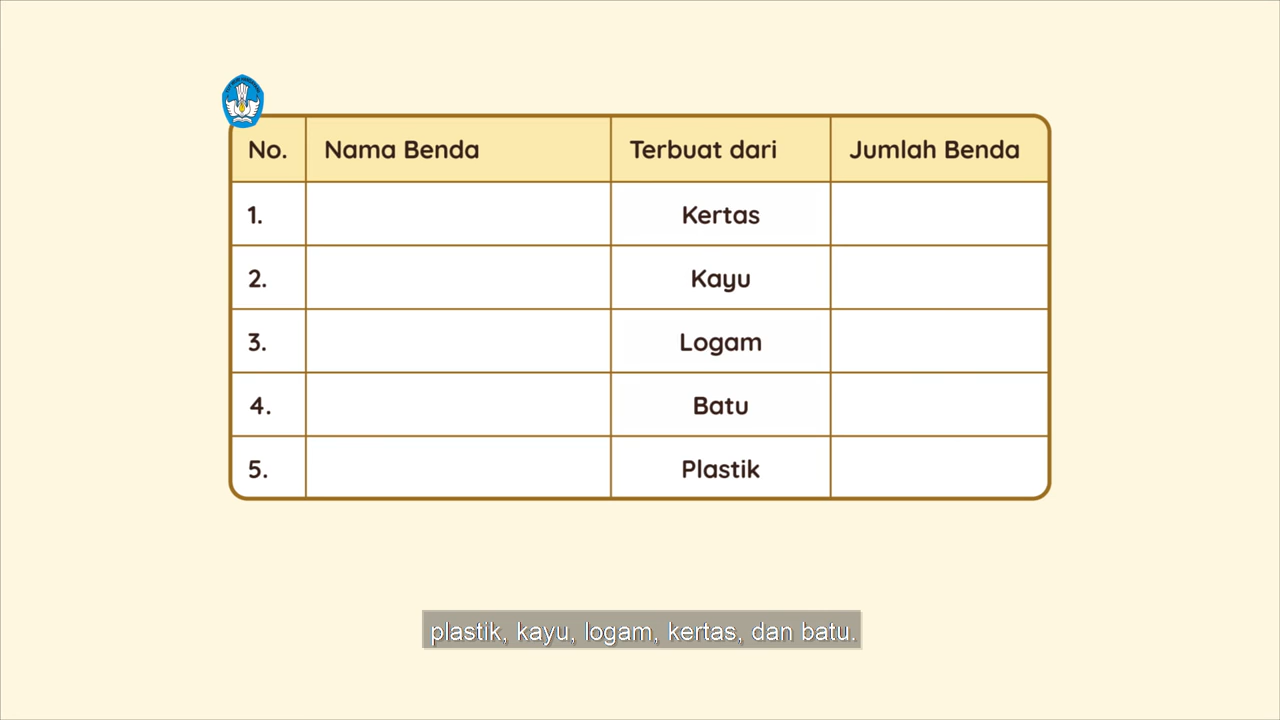 No. Nama Benda Terbuat dari Jumlah Benda
1. Kertas
2. Kayu
3. Logam
4. Batu
5. Plastik
plastik, kayu, logam, kertas, dan batu.